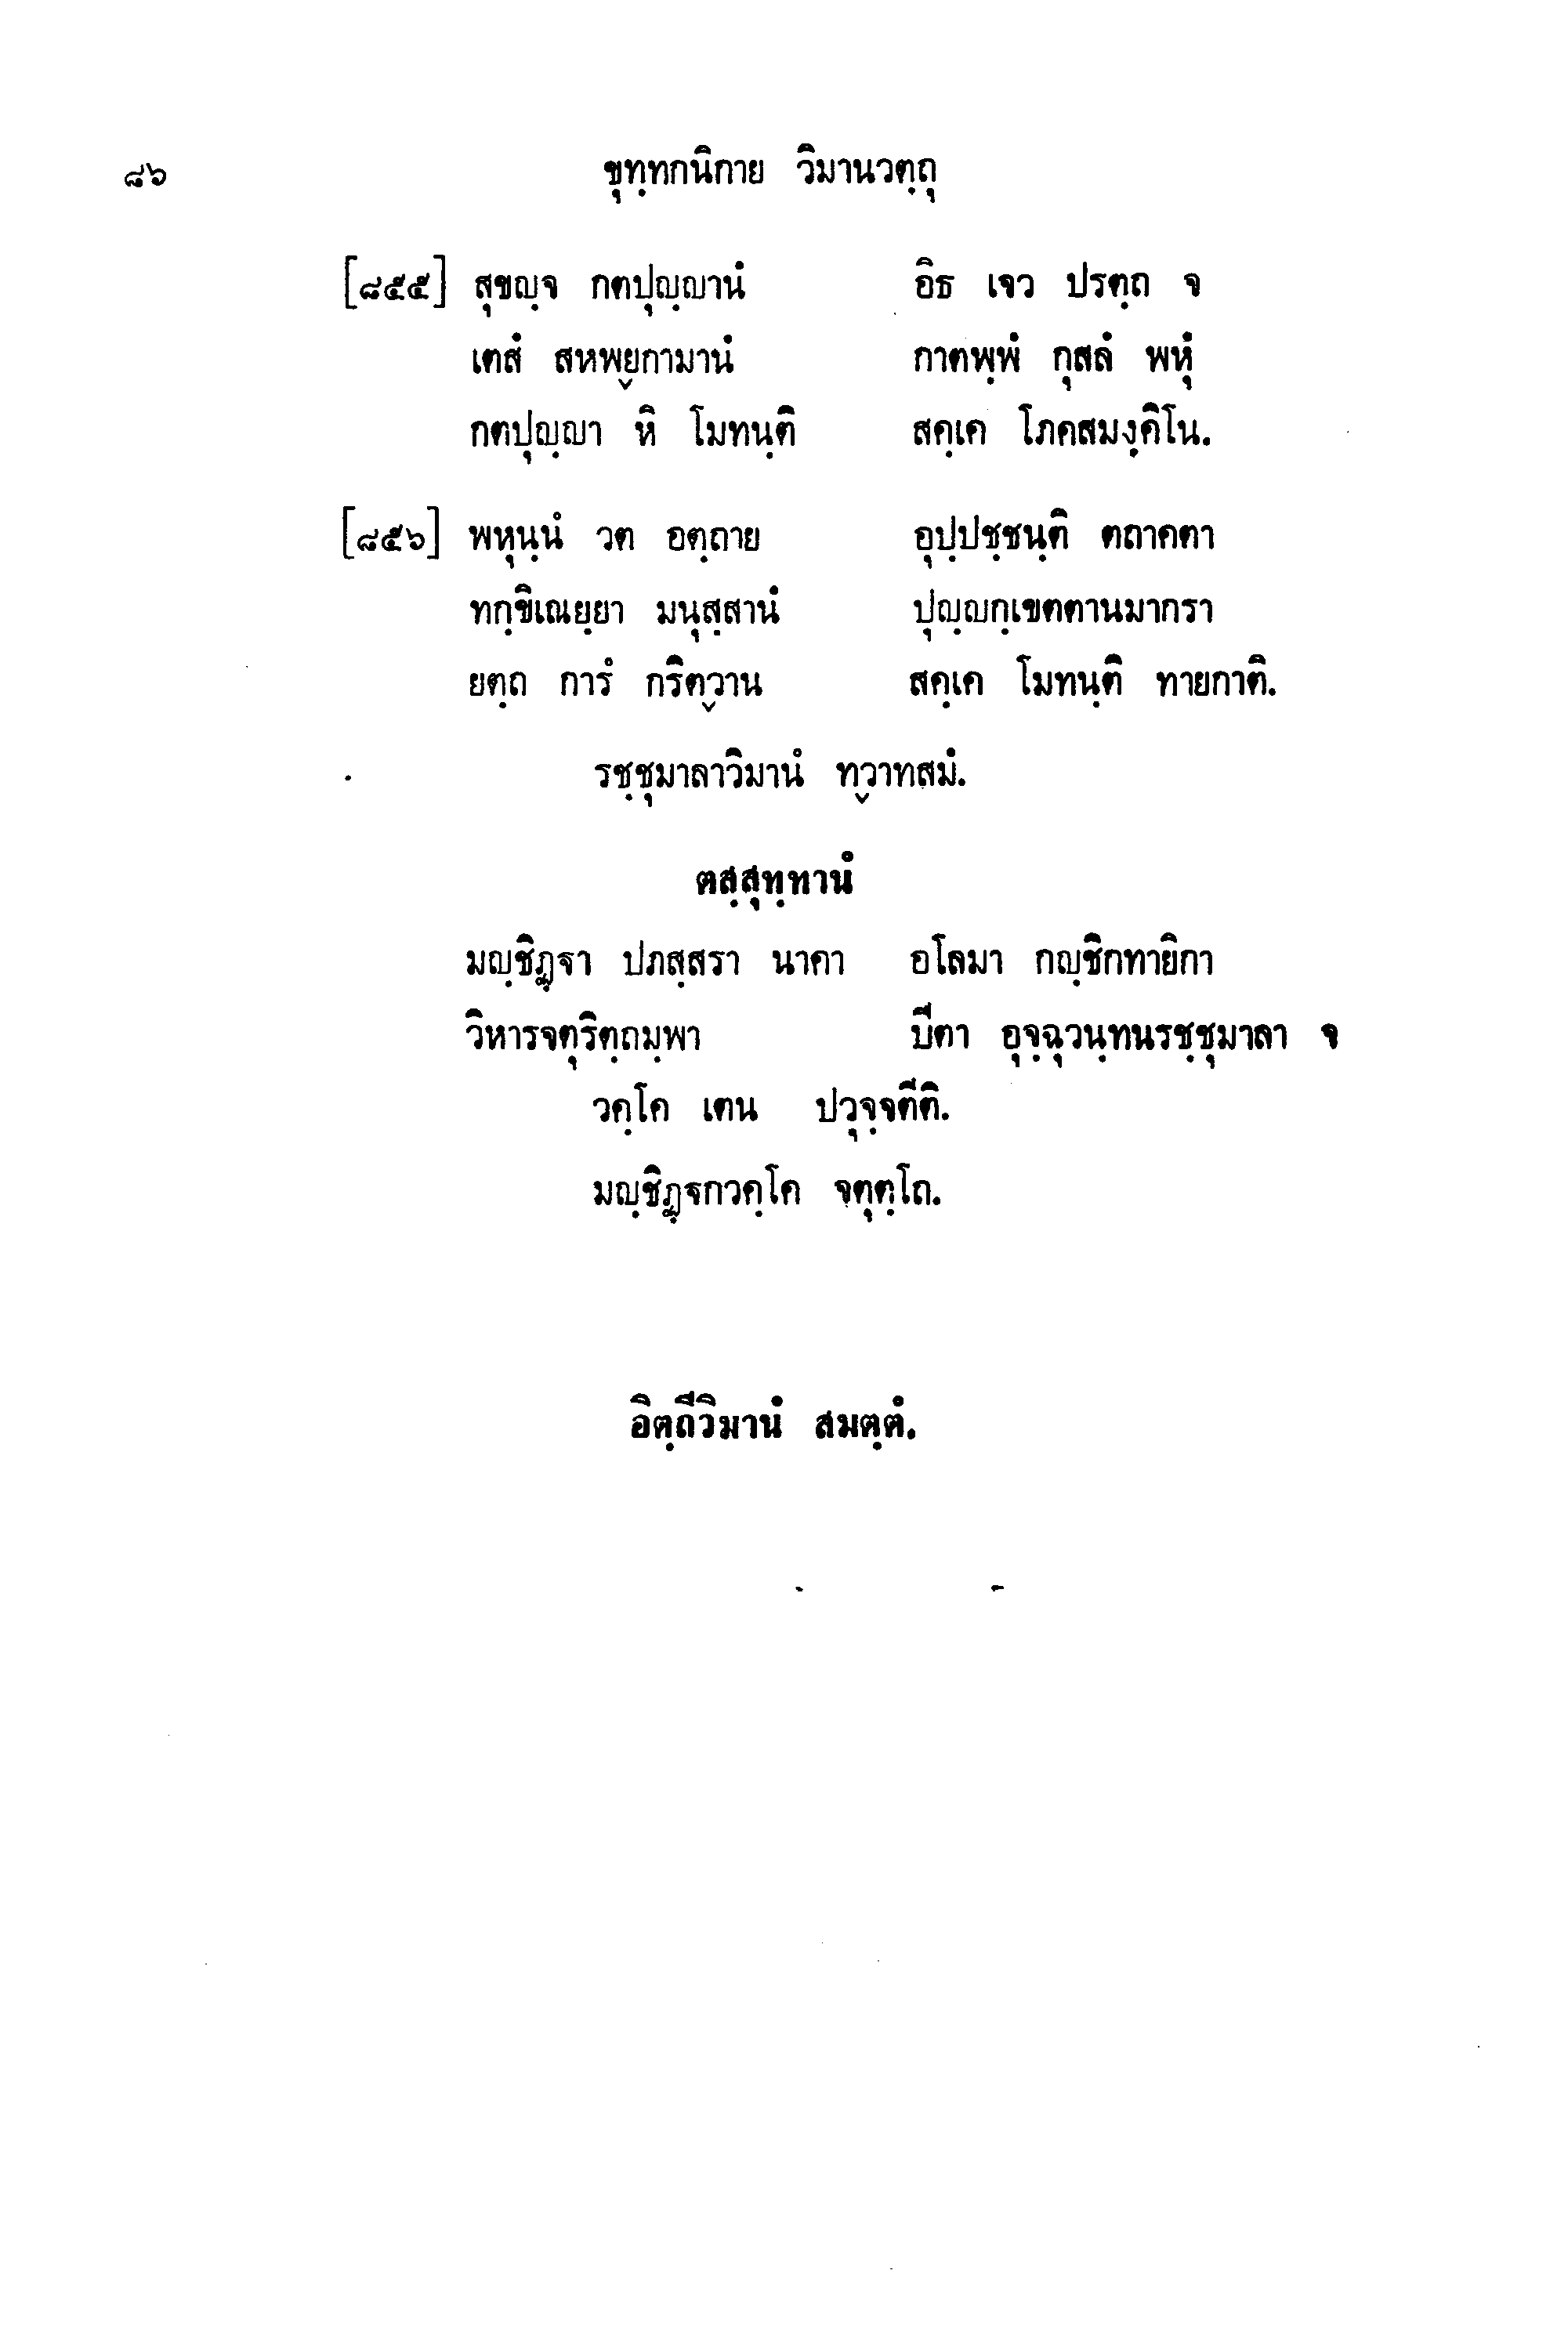 ๘๖ ขุทฺทกนิกาย วิมานวตฺถุ
[๘๕๕] สุขญฺจ กตปุญฺญานํ อิธ เจว ปรตฺถ จ
เตสํ สหพฺยกามานํ กาตพฺพํ กุสลํ พหุํ
กตปุญฺญา หิ โมทนฺติ สคฺเค โภคสมงฺคิโน.
[๘๕๖] พหุนฺนํ วต อตฺถาย อุปฺปชฺชนฺติ ตถาคตา
ทกฺขิเณยฺยา มนุสฺสานํ ปุญฺญกฺเขตตานมากรา
ยตฺถ การํ กริตฺวาน สคฺเค โมทนฺติ ทายกาติ.
รชฺชุมาลาวิมานํ ทฺวาทสมํ.
ตสฺสุทฺทานํ
มญฺชิฏฺฐา ปภสฺสรา นาคา อโลมา กญฺชิกทายิกา
วิหารจตุริตฺถมฺพา ปีตา อุจฺฉุวนฺทนรชฺชุมาลา จ
วคฺโค เตน ปวุจฺจตีติ.
มญฺชิฏฺฐกวคฺโค จตุตฺโถ.
อิตฺถีวิมานํ สมตฺตํ.